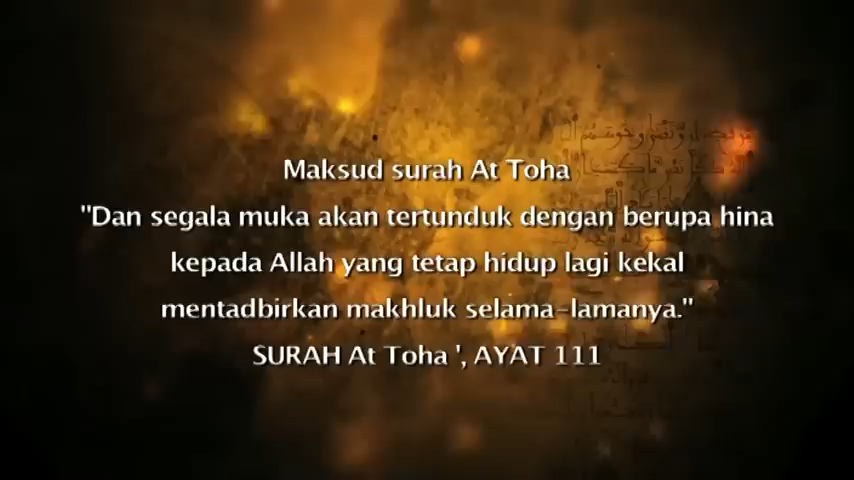 Maksud surah At Toha
"Dan segala muka akan tertunduk dengan berupa hina
kepada Allah yang tetap hidup lagi kekal
mentadbirkan makhluk selama-lamanya."
SURAH At Toha ', AYAT 111